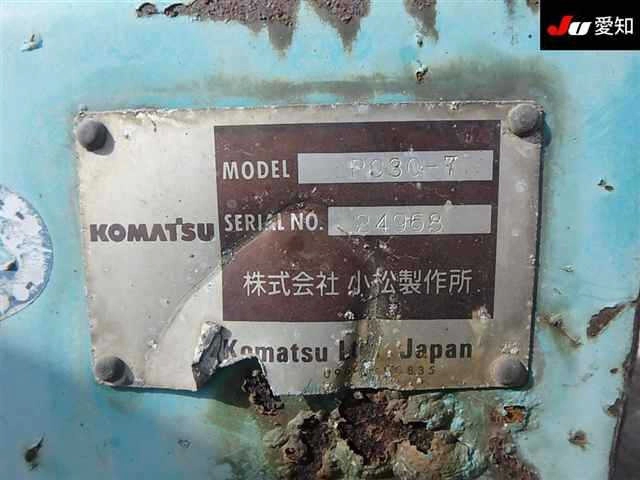 JU 愛知
MODEL PC30-7
KOMATSU
SERIAL NO. 24968
株式会社 小松製作所
Komatsu Japan